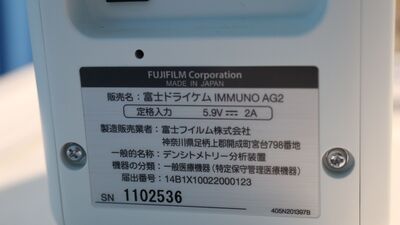 FUJIFILM Corporation
MADE IN JAPAN
販売名：富士ドライケム IMMUNO AG2
定格入力 5.9V⎓2A
製造販売業者：富士フイルム株式会社
神奈川県足柄上郡開成町宮台798番地
一般的名称：デンシトメトリー分析装置
機器の分類：一般医療機器（特定保守管理医療機器）
届出番号：14B1X10022000123
SN 1102536
405N201397B